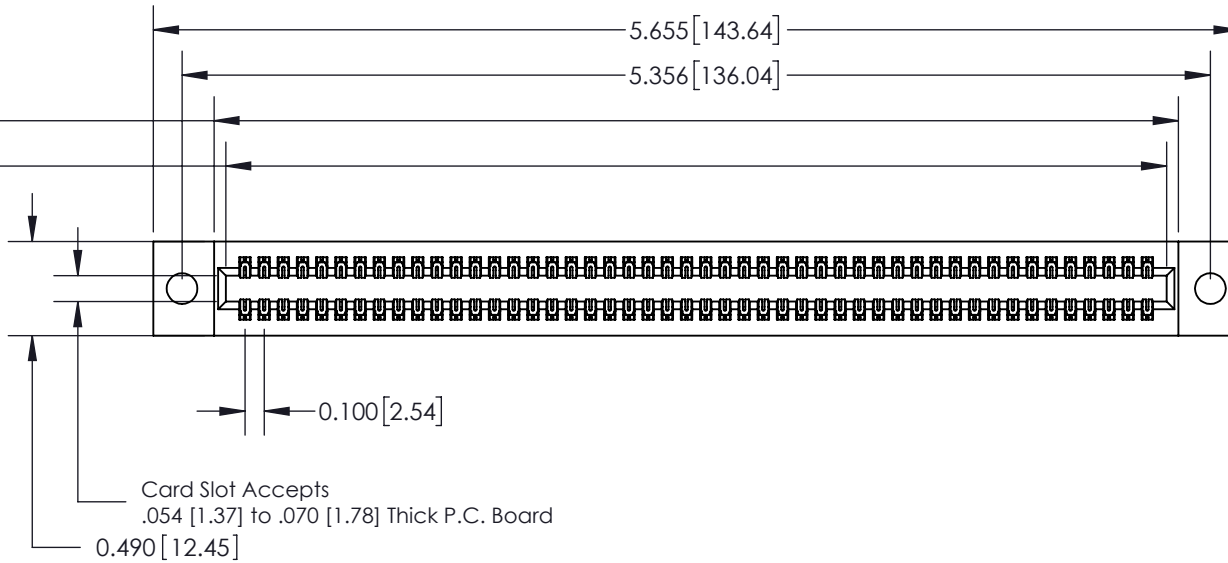 5.655[143.64]
5.356[136.04]
0.100[2.54]
Card Slot Accepts
.054 [1.37] to .070 [1.78] Thick P.C. Board
0.490[12.45]